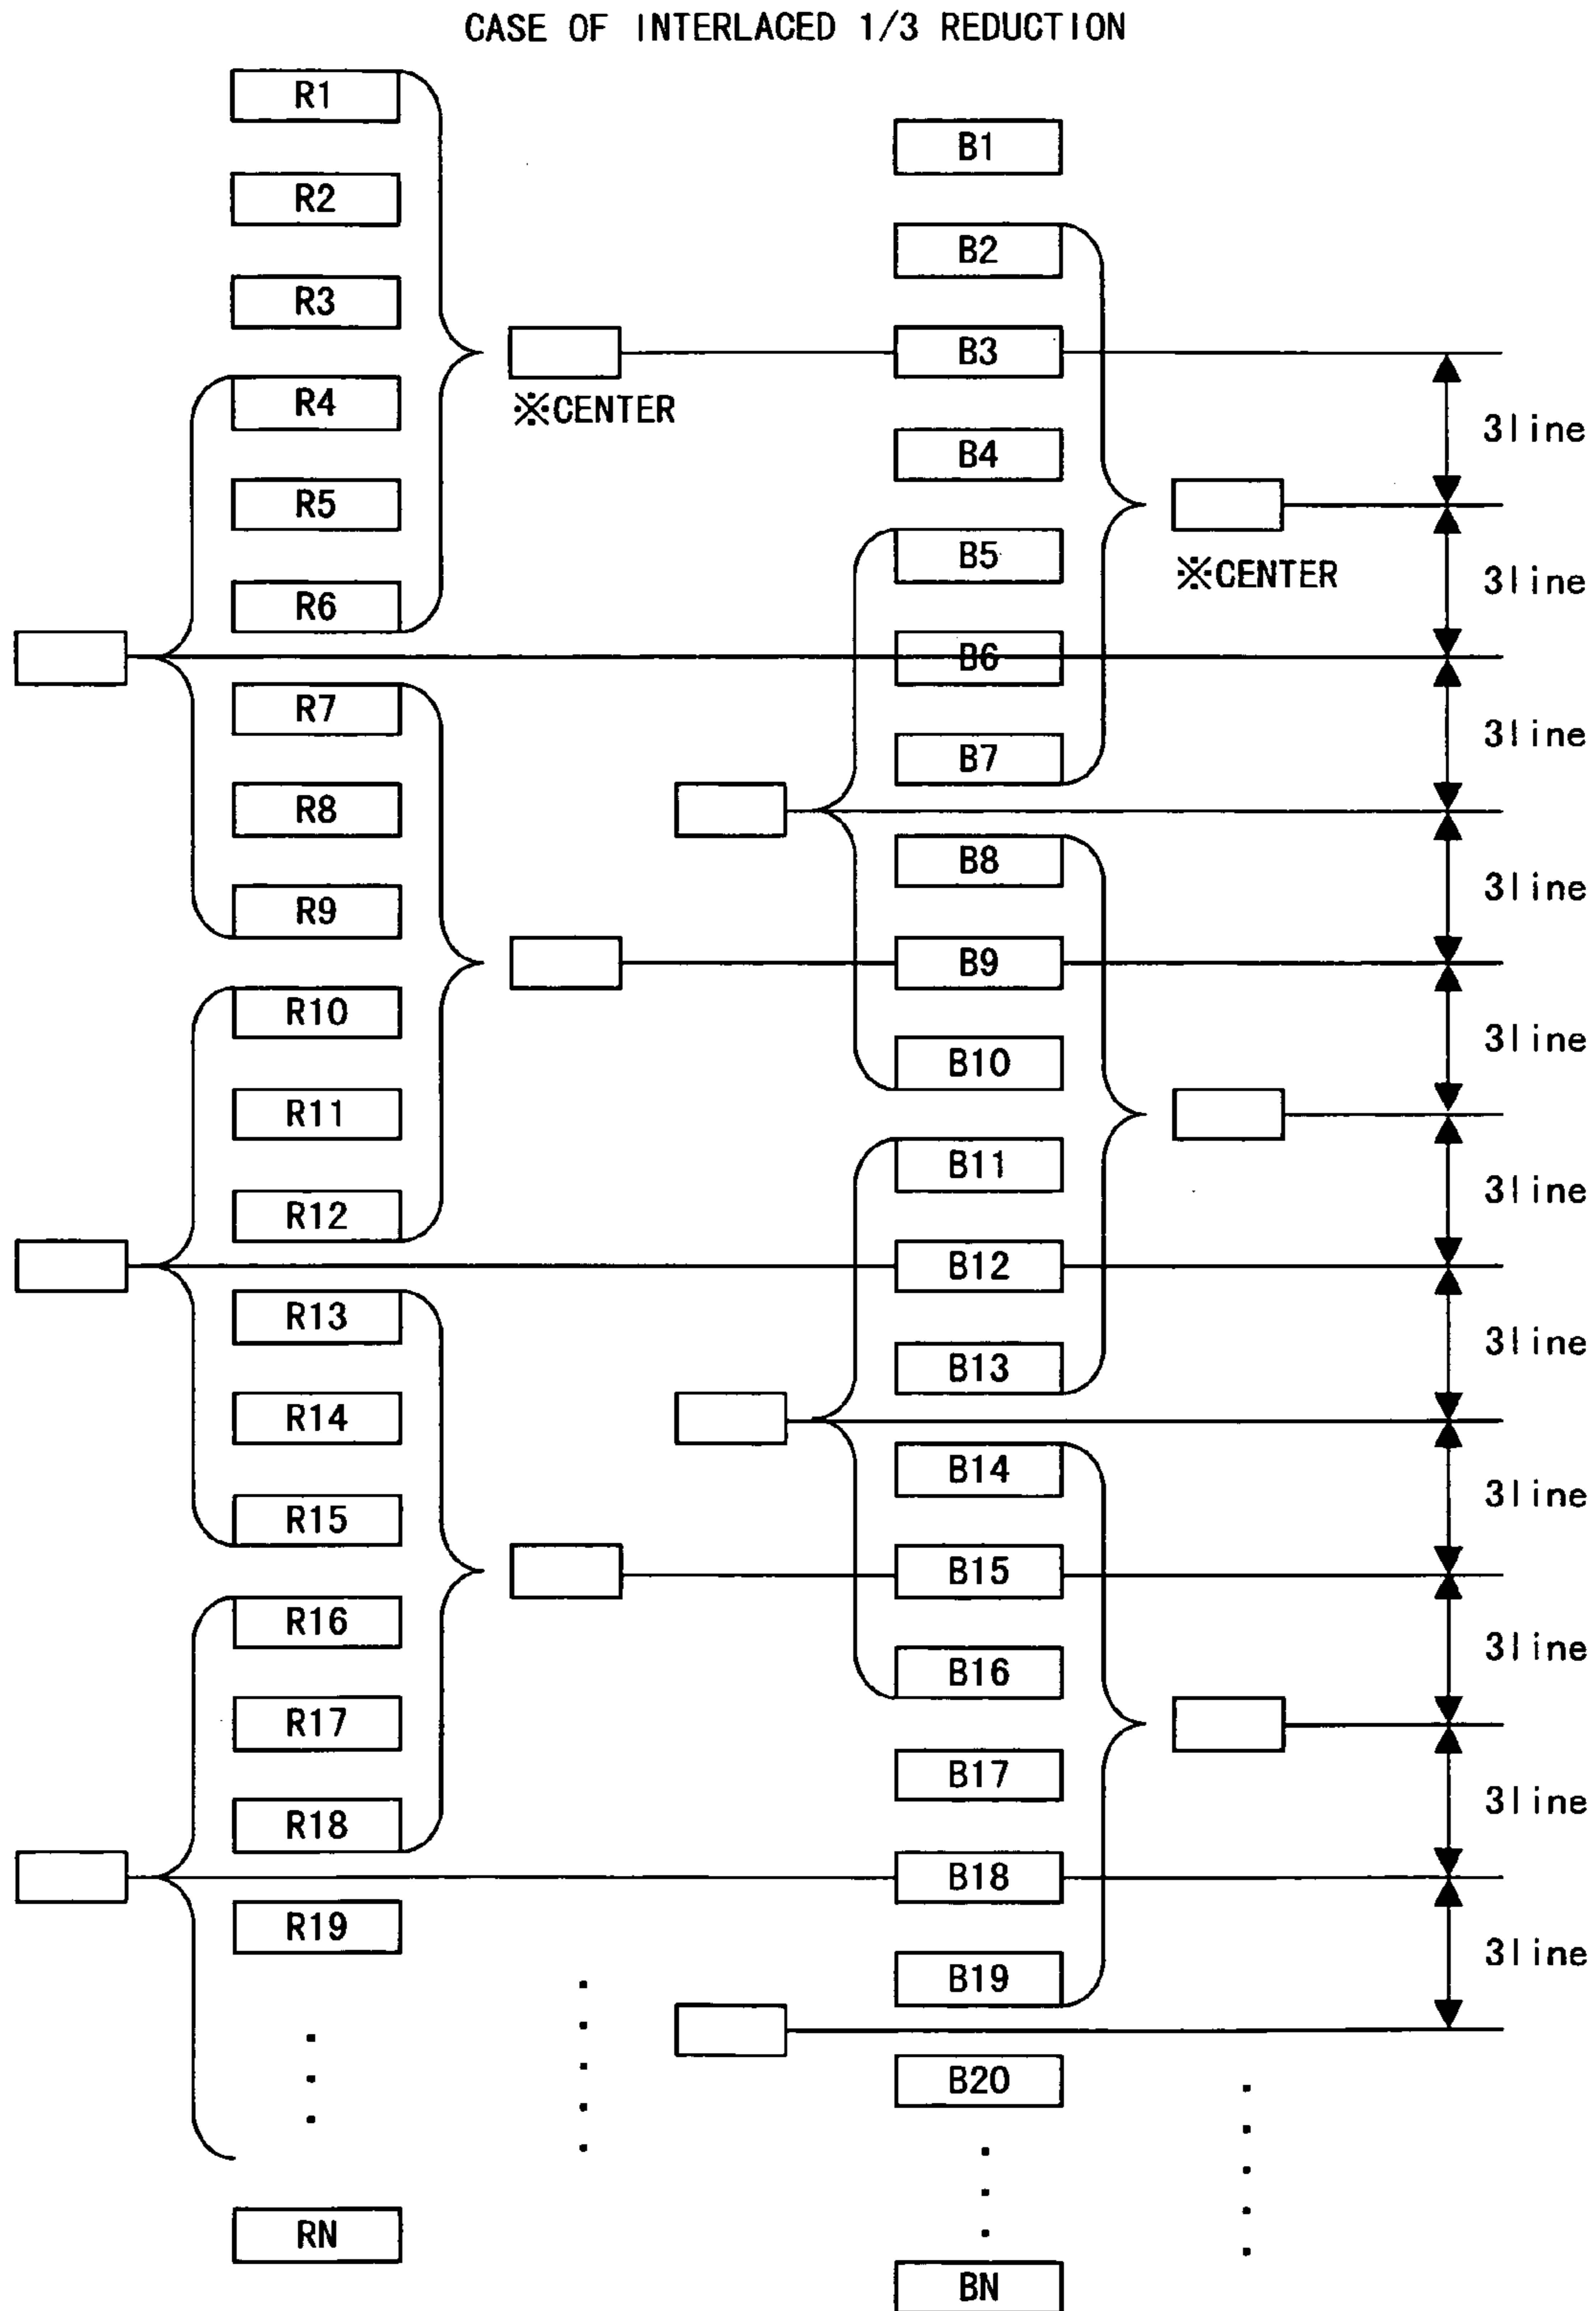 CASE OF INTERLACED 1/3 REDUCTION
R1
B1
R2
B2
R3
B3
※CENTER
R4
3line
B4
R5
B5
※CENTER
3line
R6
B6
R7
3line
B7
R8
B8
3line
R9
B9
R10
3line
B10
R11
B11
3line
R12
B12
R13
3line
B13
R14
B14
3line
R15
B15
R16
3line
B16
R17
B17
3line
R18
B18
R19
3line
B19
B20
RN
BN